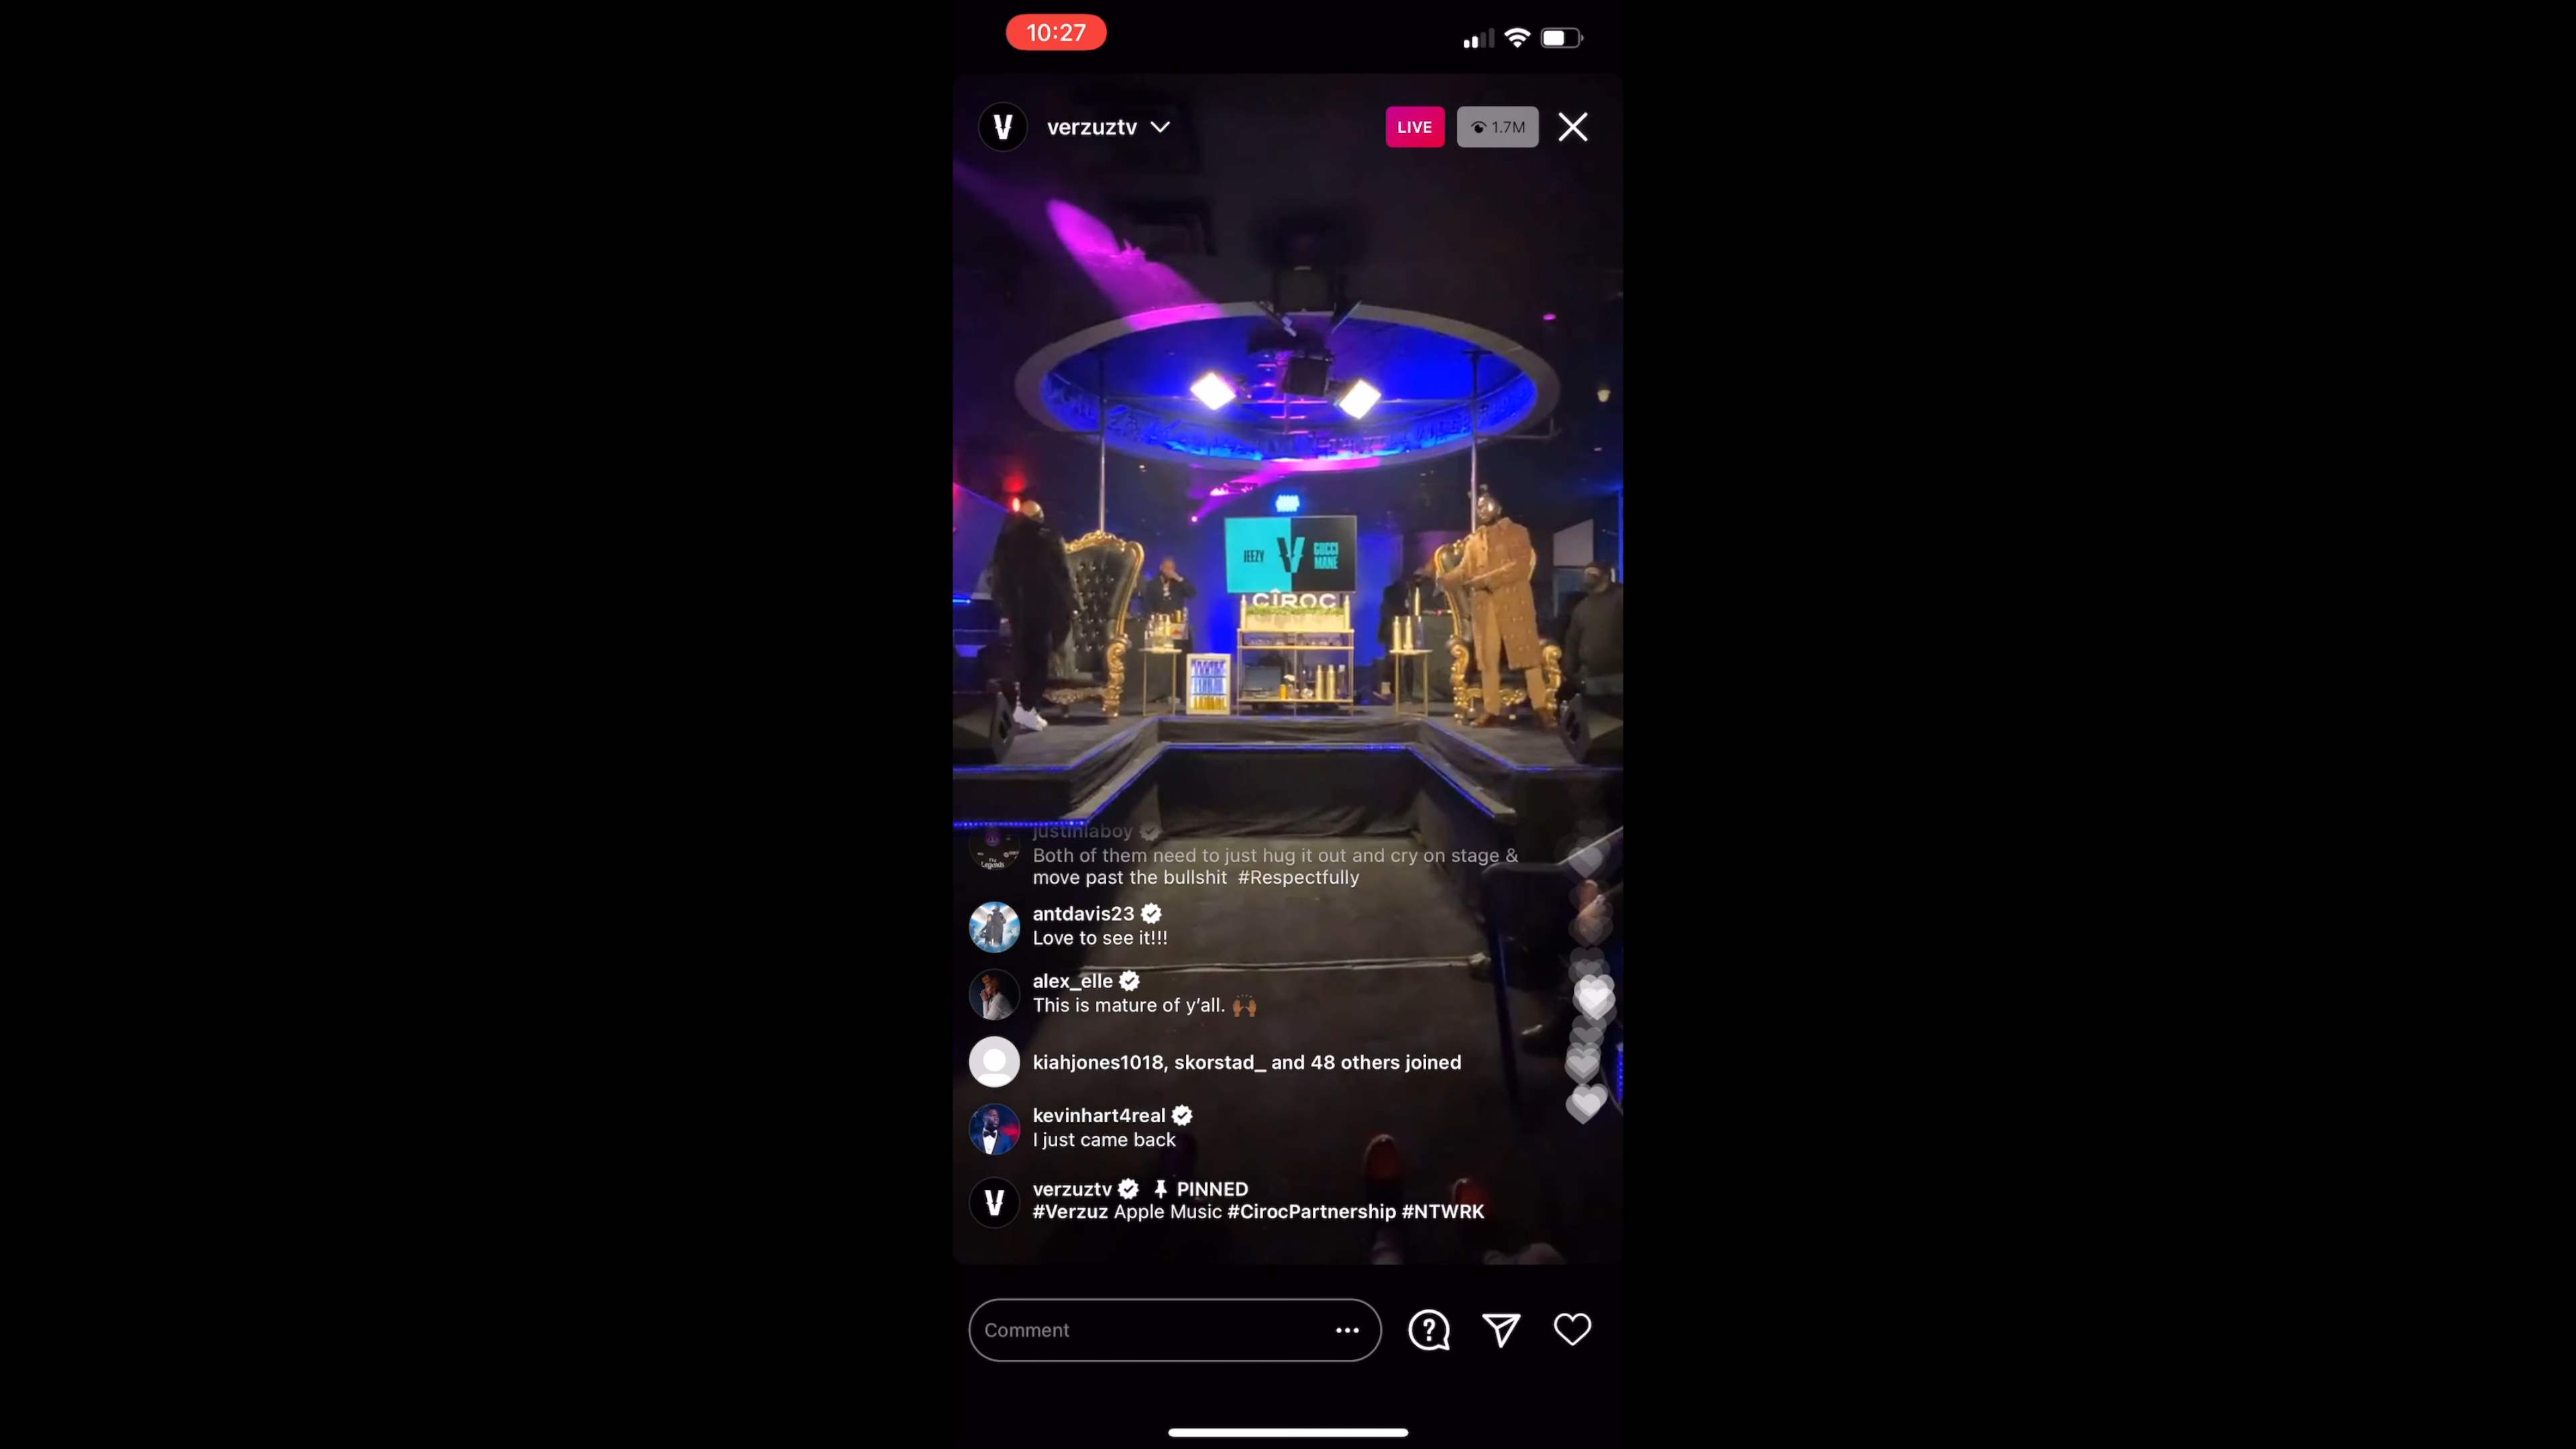 10:27
verzuztv
LIVE
1.7M
JEEZY
V
GUCCI
MANE
CÎROC
justinlaboy
Both of them need to just hug it out and cry on stage &
move past the bullshit #Respectfully
antdavis23
Love to see it!!!
alex_elle
This is mature of y’all. 🙌🏾
kiahjones1018, skorstad_ and 48 others joined
kevinhart4real
I just came back
verzuztv PINNED
#Verzuz Apple Music #CirocPartnership #NTWRK
Comment